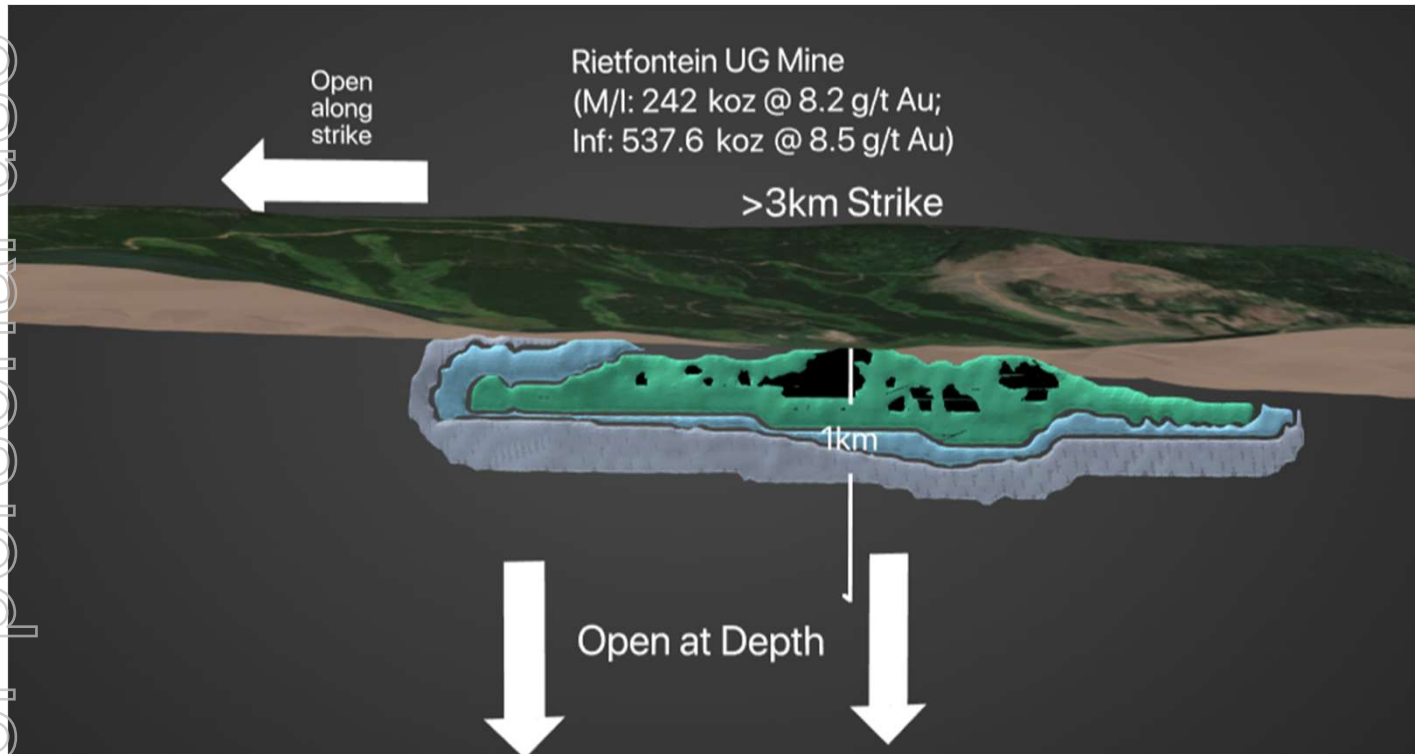 Open
along
strike
Rietfontein UG Mine
(M/I: 242 koz @ 8.2 g/t Au;
Inf: 537.6 koz @ 8.5 g/t Au)
>3km Strike
1km
Open at Depth